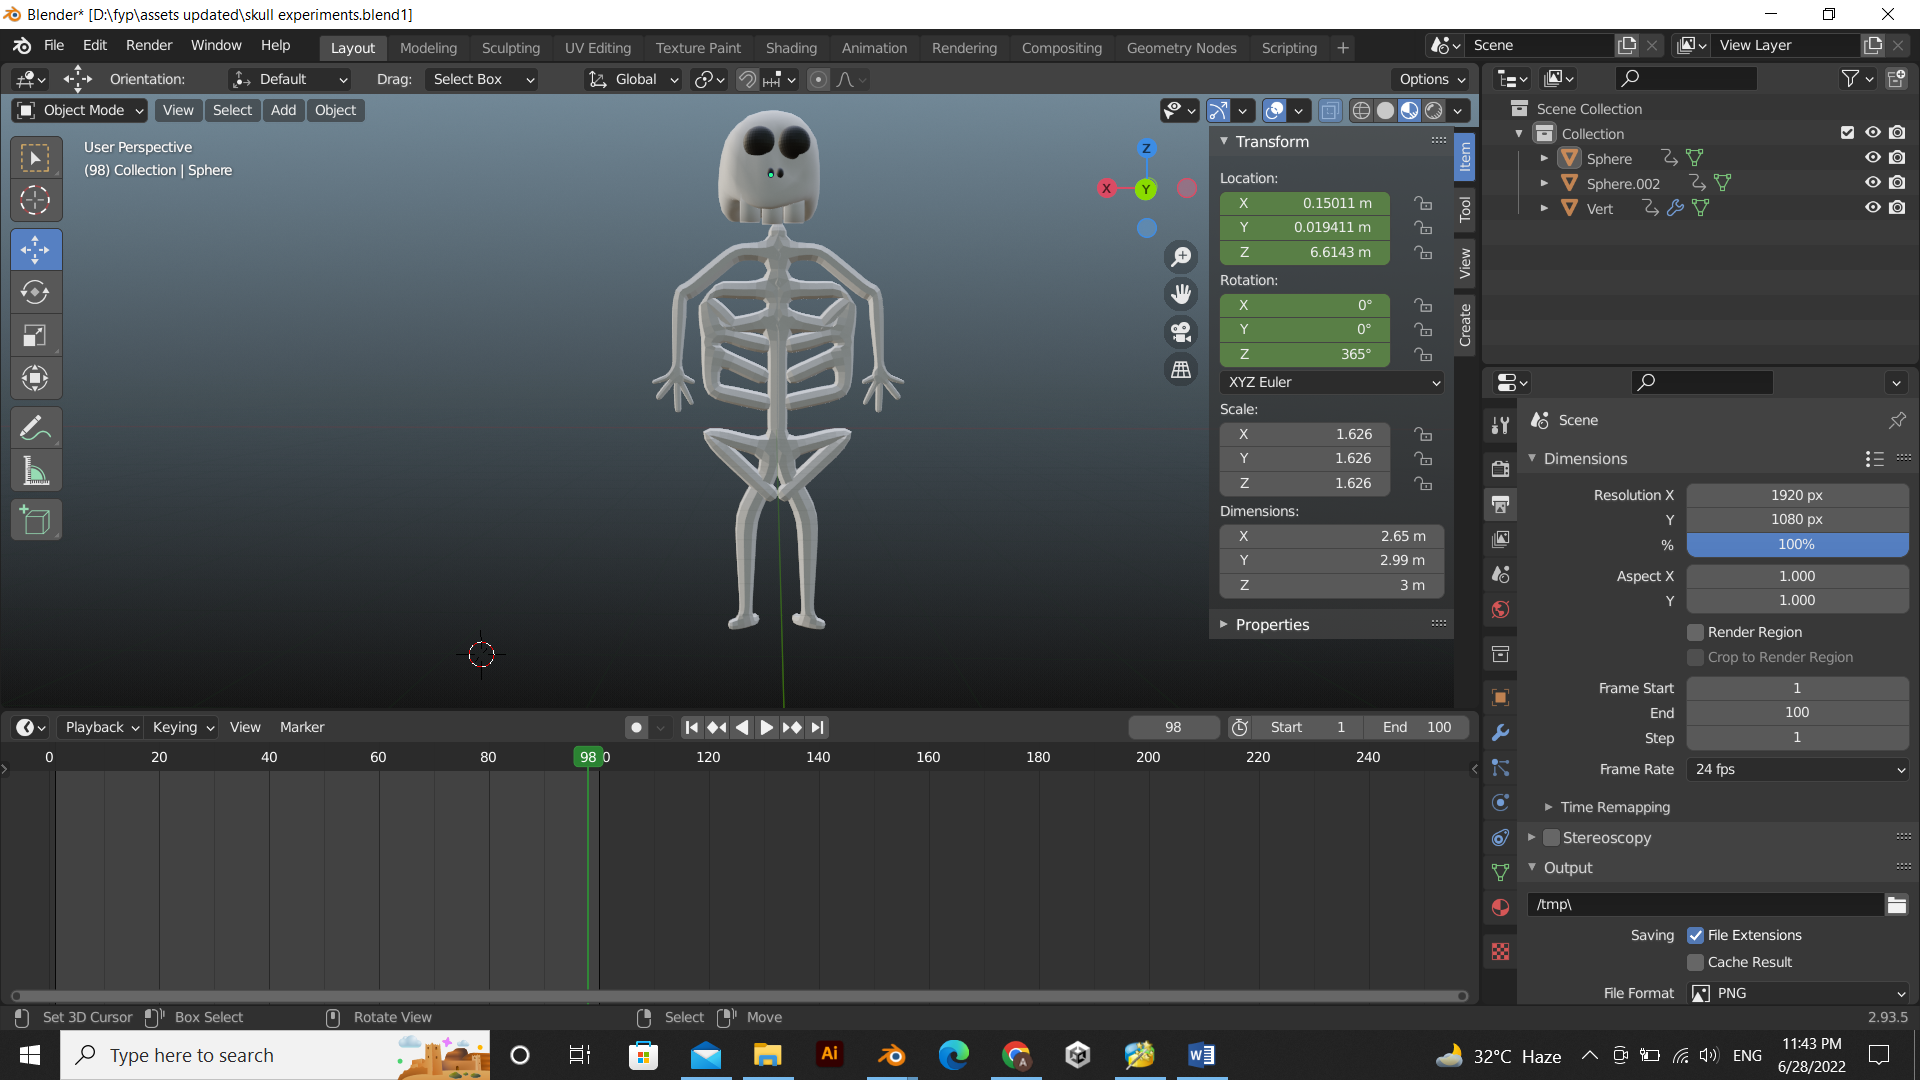 Blender* [D:\fyp\assets updated\skull experiments.blend1]
File Edit Render Window Help Layout Modeling Sculpting UV Editing Texture Paint Shading Animation Rendering Compositing Geometry Nodes Scripting + Scene View Layer
Orientation: Default Drag: Select Box Global Options
Object Mode View Select Add Object
User Perspective
(98) Collection | Sphere
Z
X
Y
Transform
Location:
X 0.15011 m
Y 0.019411 m
Z 6.6143 m
Rotation:
X 0°
Y 0°
Z 365°
XYZ Euler
Scale:
X 1.626
Y 1.626
Z 1.626
Dimensions:
X 2.65 m
Y 2.99 m
Z 3 m
Properties
Item
Tool
View
Create
Scene Collection
Collection
Sphere
Sphere.002
Vert
Scene
Dimensions
Resolution X 1920 px
Y 1080 px
% 100%
Aspect X 1.000
Y 1.000
Render Region
Crop to Render Region
Frame Start 1
End 100
Step 1
Frame Rate 24 fps
Time Remapping
Stereoscopy
Output
/tmp\
Saving File Extensions
Cache Result
File Format PNG
Playback Keying View Marker 98 Start 1 End 100
0 20 40 60 80 98 0 120 140 160 180 200 220 240
Set 3D Cursor Box Select Rotate View Select Move 2.93.5
Type here to search Ai 32°C Haze ENG 11:43 PM
6/28/2022